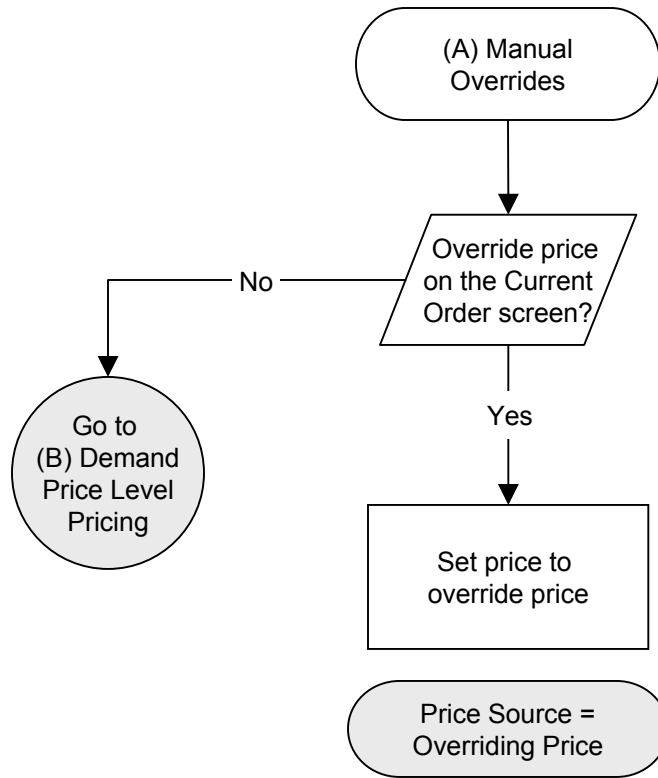 (A) Manual
Overrides
Override price
on the Current
Order screen?
No
Go to
(B) Demand
Price Level
Pricing
Yes
Set price to
override price
Price Source =
Overriding Price